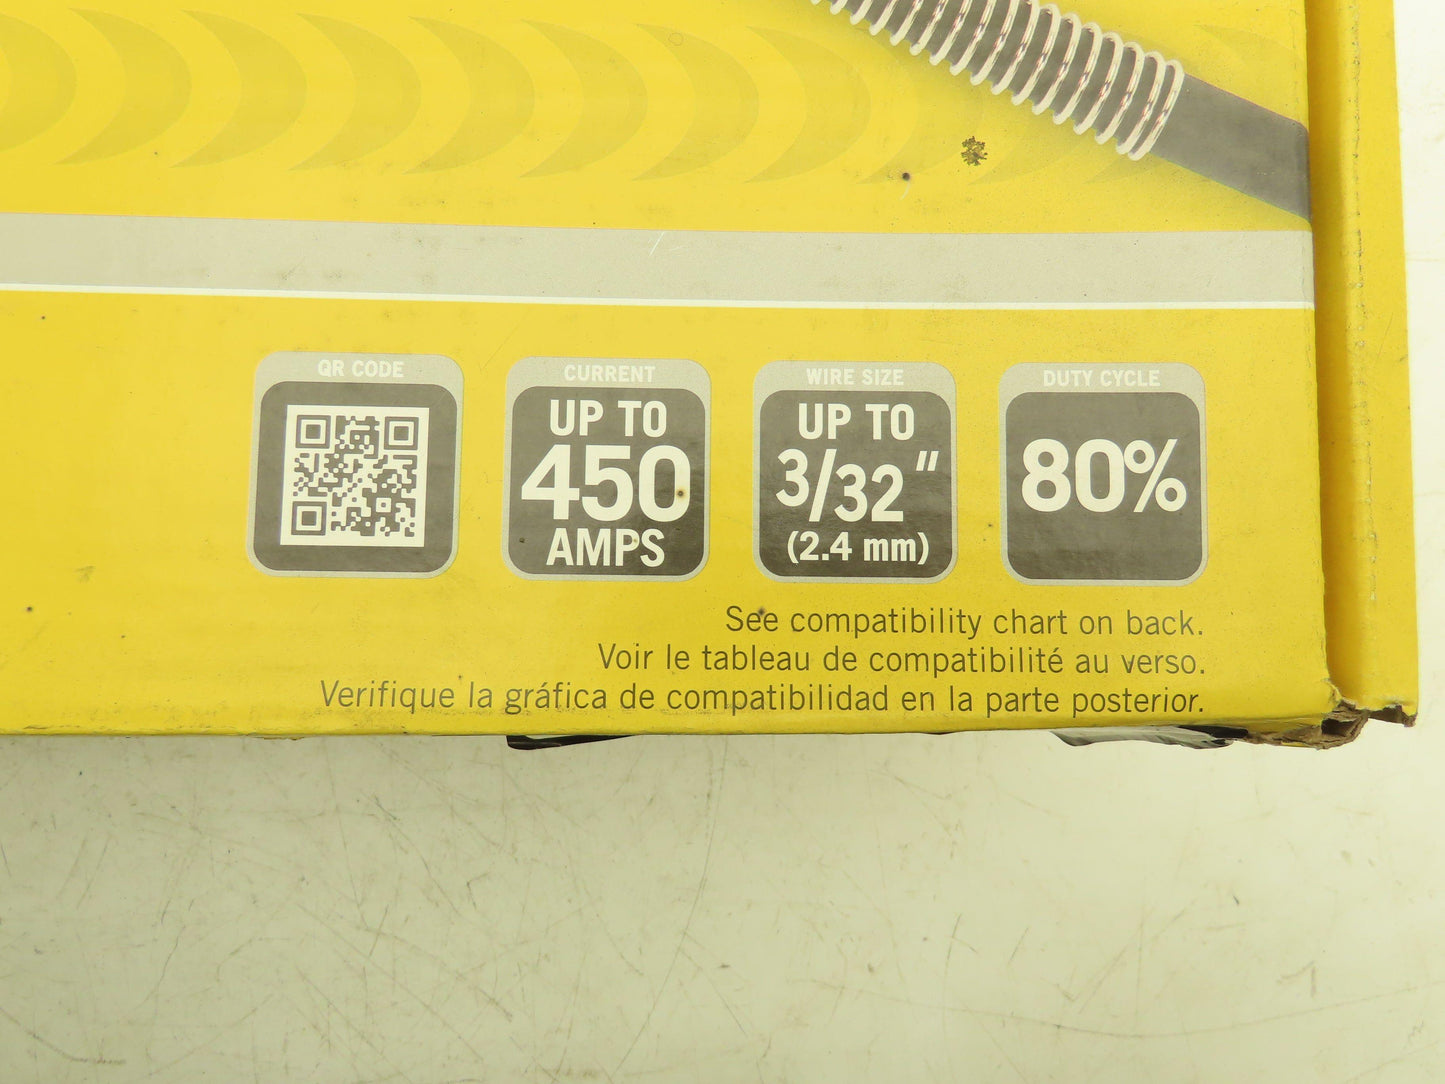 QR CODE
CURRENT
UP TO
450
AMPS
WIRE SIZE
UP TO
3/32"
(2.4 mm)
DUTY CYCLE
80%
See compatibility chart on back.
Voir le tableau de compatibilité au verso.
Verifique la gráfica de compatibilidad en la parte posterior.